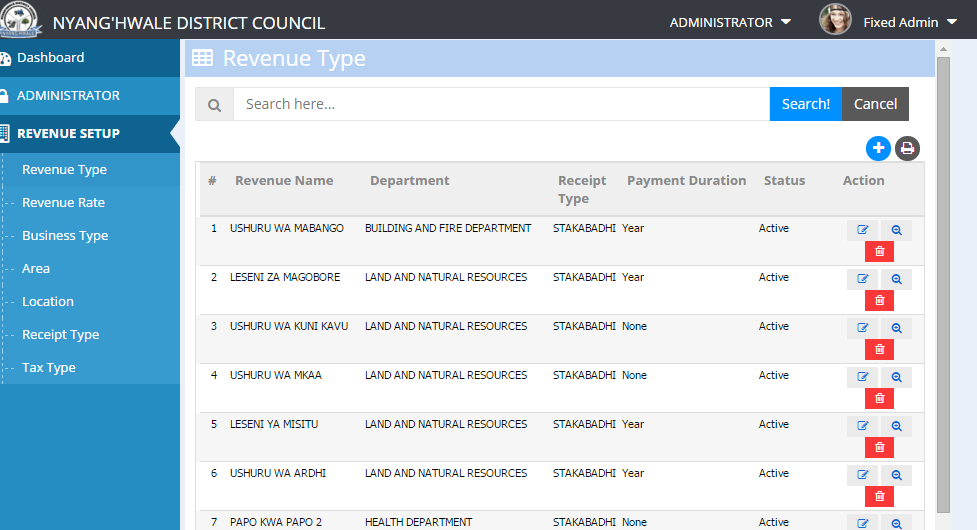 NYANG'HWALE DISTRICT COUNCIL
ADMINISTRATOR
Fixed Admin
Dashboard
ADMINISTRATOR
REVENUE SETUP
Revenue Type
Revenue Rate
Business Type
Area
Location
Receipt Type
Tax Type
Revenue Type
Search here...
Search!
Cancel
# Revenue Name Department Receipt Type Payment Duration Status Action
1 USHURU WA MABANGO BUILDING AND FIRE DEPARTMENT STAKABADHI Year Active
2 LESENI ZA MAGOBORE LAND AND NATURAL RESOURCES STAKABADHI Year Active
3 USHURU WA KUNI KAVU LAND AND NATURAL RESOURCES STAKABADHI None Active
4 USHURU WA MKAA LAND AND NATURAL RESOURCES STAKABADHI None Active
5 LESENI YA MISITU LAND AND NATURAL RESOURCES STAKABADHI Year Active
6 USHURU WA ARDHI LAND AND NATURAL RESOURCES STAKABADHI Year Active
7 PAPO KWA PAPO 2 HEALTH DEPARTMENT STAKABADHI None Active